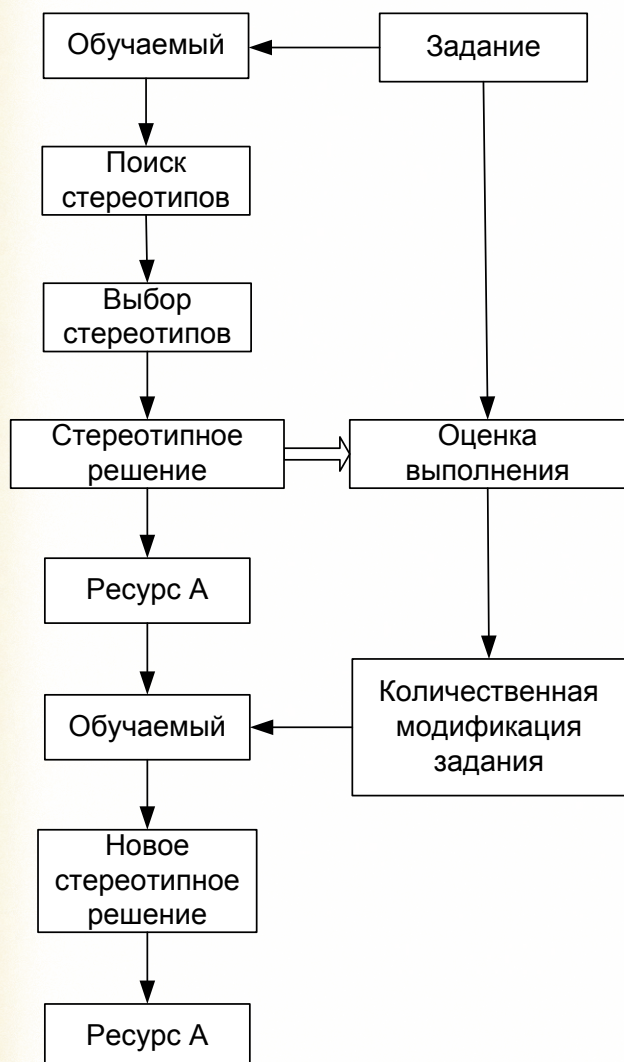 Обучаемый
Задание
Поиск
стереотипов
Выбор
стереотипов
Стереотипное
решение
Оценка
выполнения
Ресурс А
Количественная
модификация
задания
Обучаемый
Новое
стереотипное
решение
Ресурс А